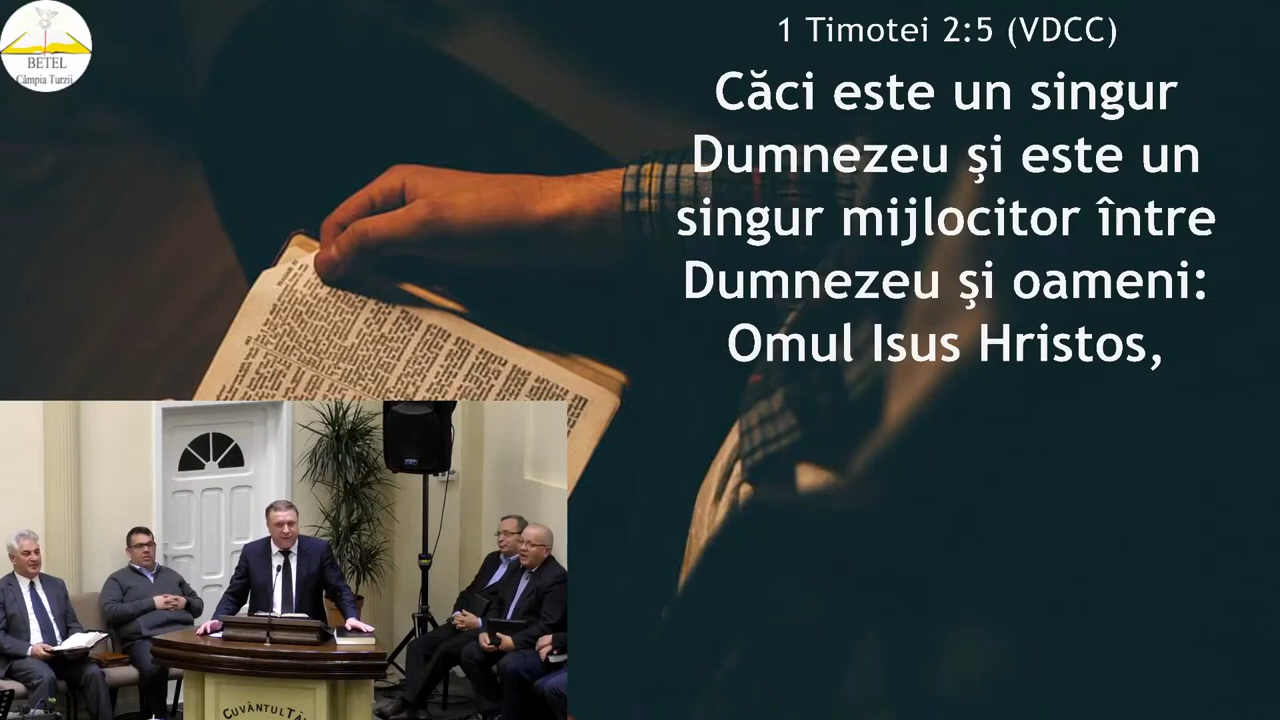 BETEL
Câmpia Turzii
1 Timotei 2:5 (VDCC)
Căci este un singur
Dumnezeu şi este un
singur mijlocitor între
Dumnezeu şi oameni:
Omul Isus Hristos,
CUVÂNTUL